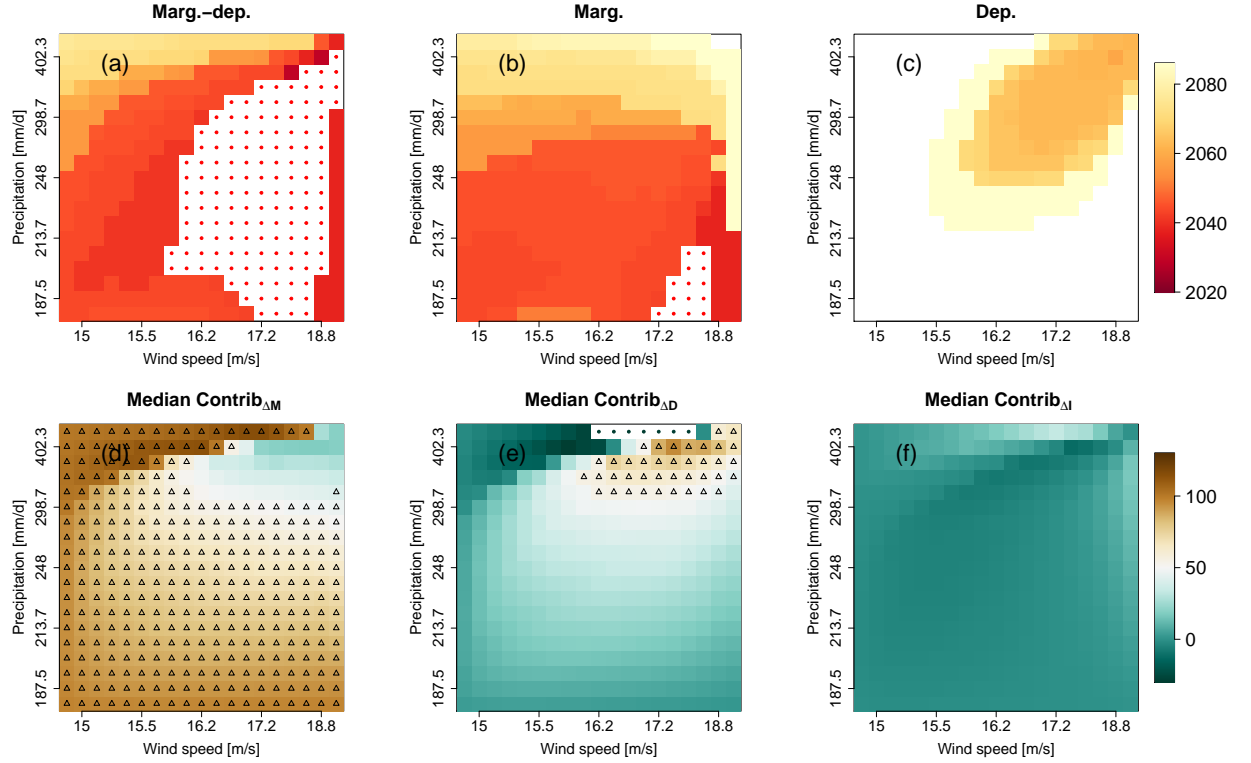 Marg.-dep.
Marg.
Dep.
(a)
(b)
(c)
Precipitation [mm/d]
402.3
298.7
248
213.7
187.5
Precipitation [mm/d]
402.3
298.7
248
213.7
187.5
Precipitation [mm/d]
402.3
298.7
248
213.7
187.5
2080
2060
2040
2020
15 15.5 16.2 17.2 18.8
15 15.5 16.2 17.2 18.8
15 15.5 16.2 17.2 18.8
Wind speed [m/s]
Wind speed [m/s]
Wind speed [m/s]
Median Contrib ΔM
Median Contrib ΔD
Median Contrib ΔI
(d)
(e)
(f)
Precipitation [mm/d]
402.3
298.7
248
213.7
187.5
Precipitation [mm/d]
402.3
298.7
248
213.7
187.5
Precipitation [mm/d]
402.3
298.7
248
213.7
187.5
100
50
0
15 15.5 16.2 17.2 18.8
15 15.5 16.2 17.2 18.8
15 15.5 16.2 17.2 18.8
Wind speed [m/s]
Wind speed [m/s]
Wind speed [m/s]